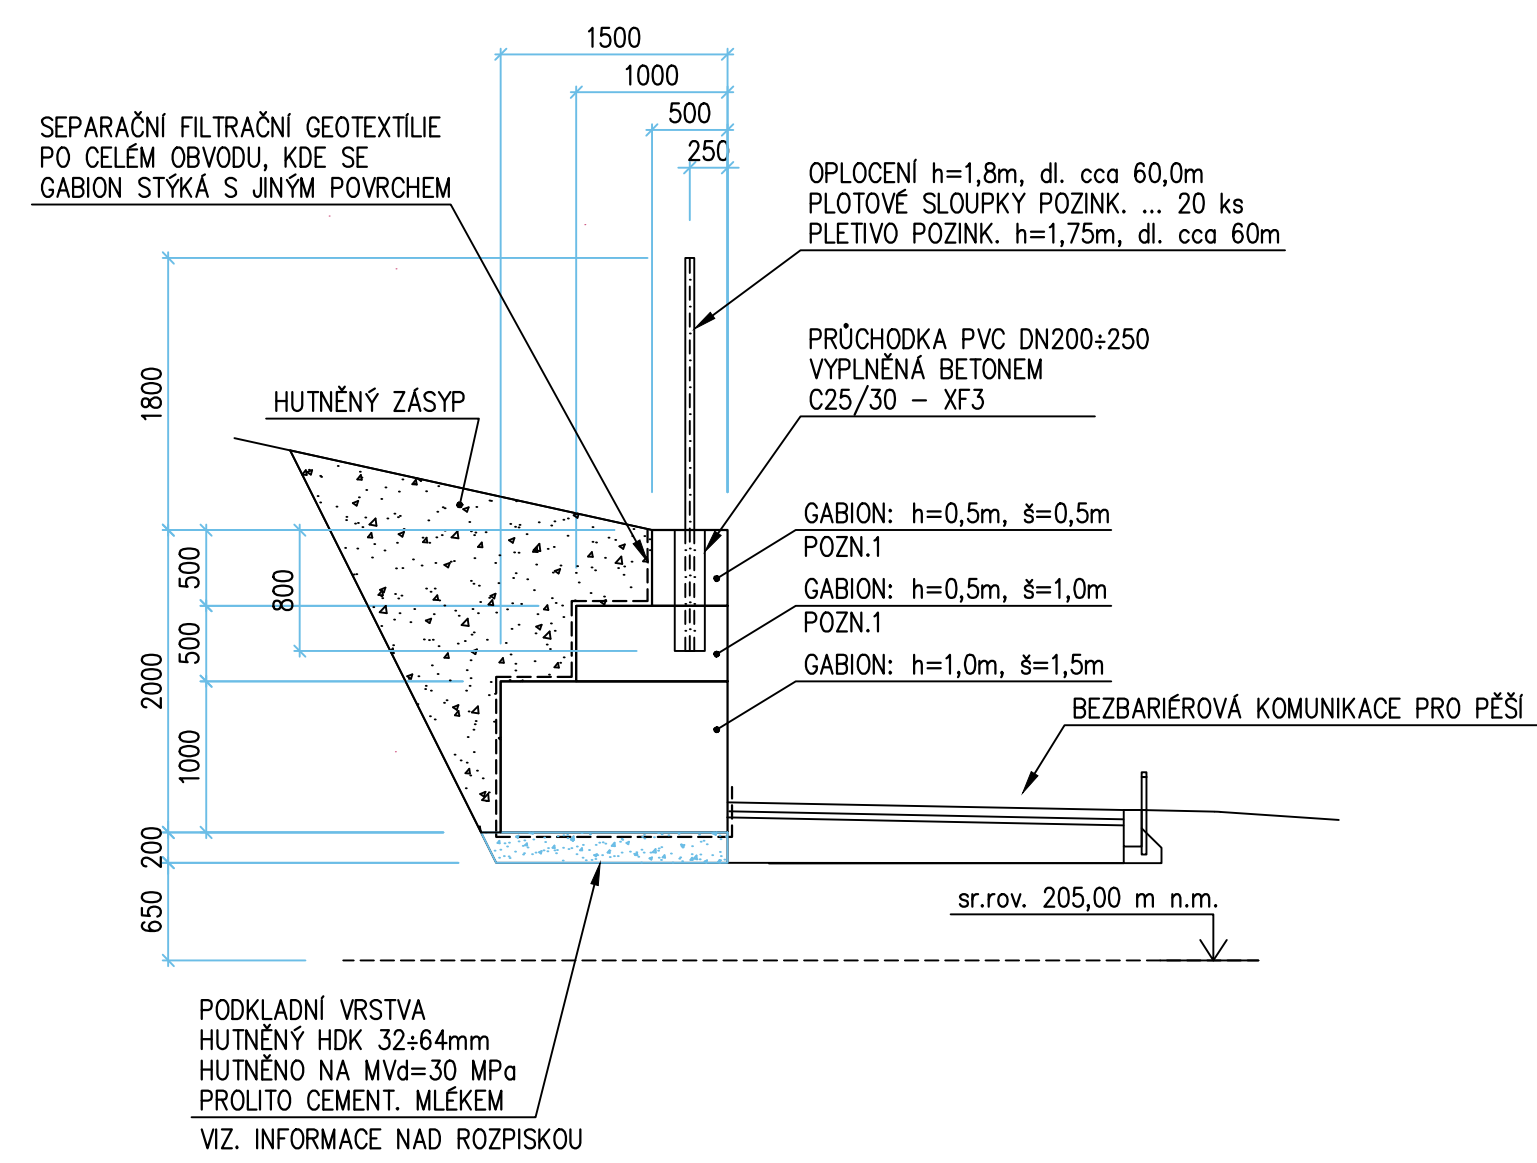 1500
1000
500
250
SEPARAČNÍ FILTRAČNÍ GEOTEXTÍLIE
PO CELÉM OBVODU, KDE SE
GABION STÝKÁ S JINÝM POVRCHEM
OPLOCENÍ h=1,8m, dl. cca 60,0m
PLOTOVÉ SLOUPKY POZINK. ... 20 ks
PLETIVO POZINK. h=1,75m, dl. cca 60m
PRŮCHODKA PVC DN200÷250
VYPLNĚNÁ BETONEM
C25/30 – XF3
1800
HUTNĚNÝ ZÁSYP
GABION: h=0,5m, š=0,5m
POZN.1
500
800
GABION: h=0,5m, š=1,0m
POZN.1
500
2000
GABION: h=1,0m, š=1,5m
BEZBARIÉROVÁ KOMUNIKACE PRO PĚŠÍ
1000
200
650
sr.rov. 205,00 m n.m.
PODKLADNÍ VRSTVA
HUTNĚNÝ HDK 32÷64mm
HUTNĚNO NA MVd=30 MPa
PROLITO CEMENT. MLÉKEM
VIZ. INFORMACE NAD ROZPISKOU